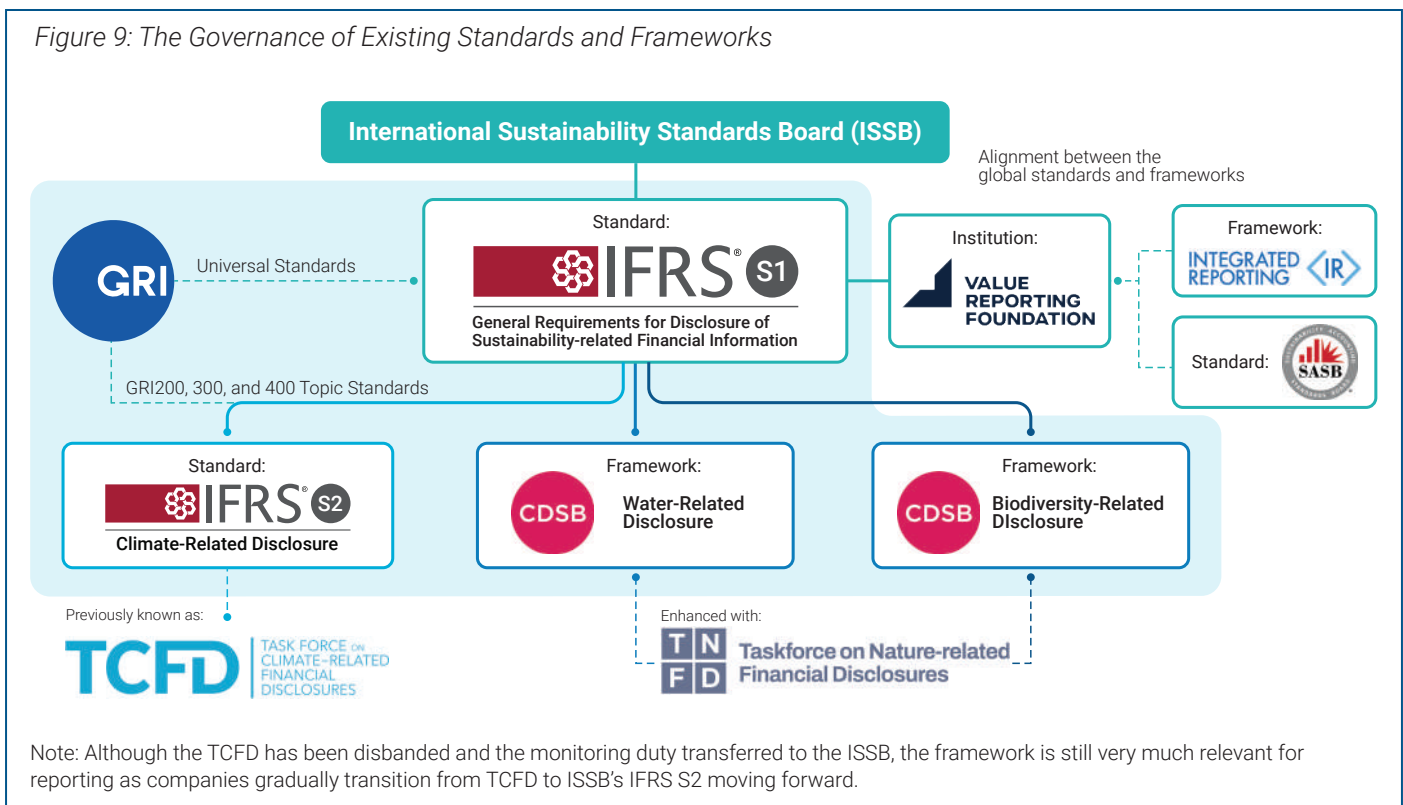 Figure 9: The Governance of Existing Standards and Frameworks
International Sustainability Standards Board (ISSB)
Alignment between the
global standards and frameworks
GRI
Universal Standards
Standard:
IFRS® S1
General Requirements for Disclosure of
Sustainability-related Financial Information
Institution:
VALUE
REPORTING
FOUNDATION
Framework:
INTEGRATED
REPORTING <IR>
Standard:
SUSTAINABILITY ACCOUNTING
SASB
STANDARDS BOARD
GRI200, 300, and 400 Topic Standards
Standard:
IFRS® S2
Climate-Related Disclosure
Framework:
CDSB
Water-Related
Disclosure
Framework:
CDSB
Biodiversity-Related
DIsclosure
Previously known as:
TCFD
TASK FORCE ON
CLIMATE-RELATED
FINANCIAL
DISCLOSURES
Enhanced with:
TN
FD
Taskforce on Nature-related
Financial Disclosures
Note: Although the TCFD has been disbanded and the monitoring duty transferred to the ISSB, the framework is still very much relevant for
reporting as companies gradually transition from TCFD to ISSB's IFRS S2 moving forward.